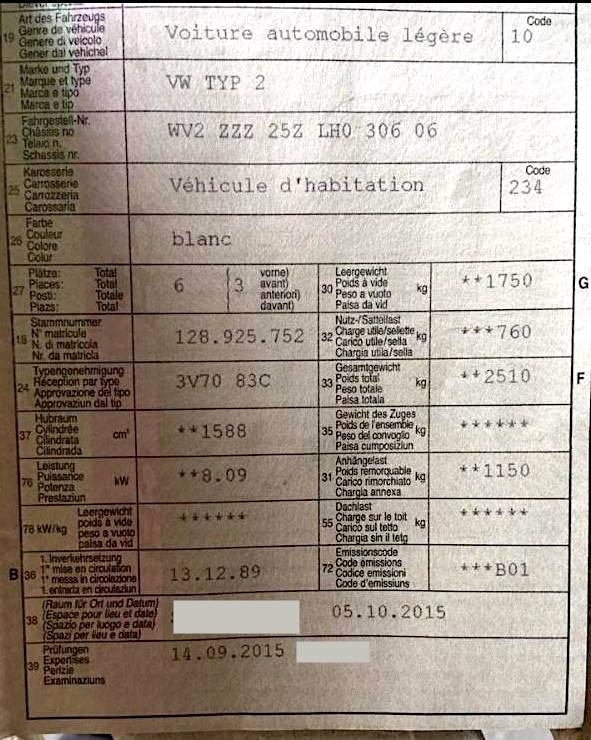 19 Art des Fahrzeugs
Genre de véhicule
Genere di veicolo
Gener dal vehichel
Voiture automobile légère
Code
10
21 Marke und Typ
Marque et type
Marca e tipo
Marca e tip
VW TYP 2
23 Fahrgestell-Nr.
Châssis no
Telaio n.
Schassis nr.
WV2 ZZZ 25Z LH0 306 06
25 Karosserie
Carrosserie
Carrozzeria
Carossaria
Véhicule d'habitation
Code
234
26 Farbe
Couleur
Colore
Colur
blanc
27 Plätze: Total
Places: Total
Posti: Totale
Plazs: Total
6 ( 3 vorne)
avant)
anteriori)
davant)
30 Leergewicht
Poids à vide
Peso a vuoto
Paisa da vid
kg
**1750
G
18 Stammnummer
N° matricule
N. di matricola
Nr. da matricla
128.925.752
32 Nutz-/Sattellast
Charge utile/sellette
Carico utile/sella
Chargia utila/sella
kg
***760
24 Typengenehmigung
Réception par type
Approvazione del tipo
Approvaziun dal tip
3V70 83C
33 Gesamtgewicht
Poids total
Peso totale
Paisa totala
kg
**2510
F
37 Hubraum
Cylindrée
Cilindrata
Cilindrada
cm³
**1588
35 Gewicht des Zuges
Poids de l'ensemble
Peso del convoglio
Paisa cumposiziun
kg
******
76 Leistung
Puissance
Potenza
Prestaziun
kW
**8.09
31 Anhängelast
Poids remorquable
Carico rimorchiato
Chargia annexa
kg
**1150
78 kW/kg
Leergewicht
poids à vide
peso a vuoto
paisa da vid
******
55 Dachlast
Charge sur le toit
Carico sul tetto
Chargia sin il tetg
kg
******
B 36 1. Inverkehrsetzung
1re mise en circulation
1a messa in circolazione
1. entrada en circulaziun
13.12.89
72 Emissionscode
Code émissions
Codice emissioni
Code d'emissiuns
***B01
38 (Raum für Ort und Datum)
(Espace pour lieu et date)
(Spazio per luogo e data)
(Spazi per lieu e data)
05.10.2015
39 Prüfungen
Expertises
Perizie
Examinaziuns
14.09.2015